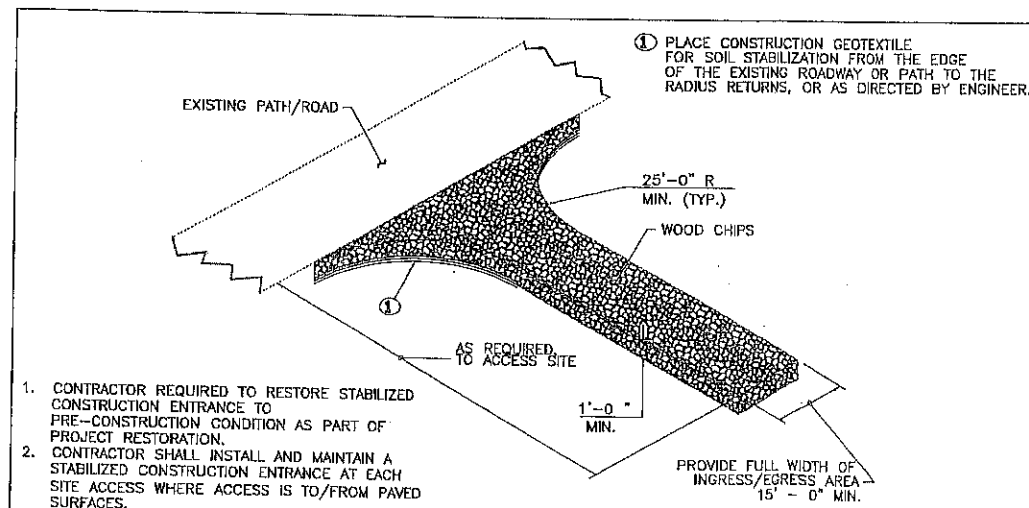 ① PLACE CONSTRUCTION GEOTEXTILE
FOR SOIL STABILIZATION FROM THE EDGE
OF THE EXISTING ROADWAY OR PATH TO THE
RADIUS RETURNS, OR AS DIRECTED BY ENGINEER.
EXISTING PATH/ROAD
25'-0" R
MIN. (TYP.)
WOOD CHIPS
①
AS REQUIRED
TO ACCESS SITE
1'-0 "
MIN.
PROVIDE FULL WIDTH OF
INGRESS/EGRESS AREA
15' - 0" MIN.
1. CONTRACTOR REQUIRED TO RESTORE STABILIZED
CONSTRUCTION ENTRANCE TO
PRE-CONSTRUCTION CONDITION AS PART OF
PROJECT RESTORATION.
2. CONTRACTOR SHALL INSTALL AND MAINTAIN A
STABILIZED CONSTRUCTION ENTRANCE AT EACH
SITE ACCESS WHERE ACCESS IS TO/FROM PAVED
SURFACES.